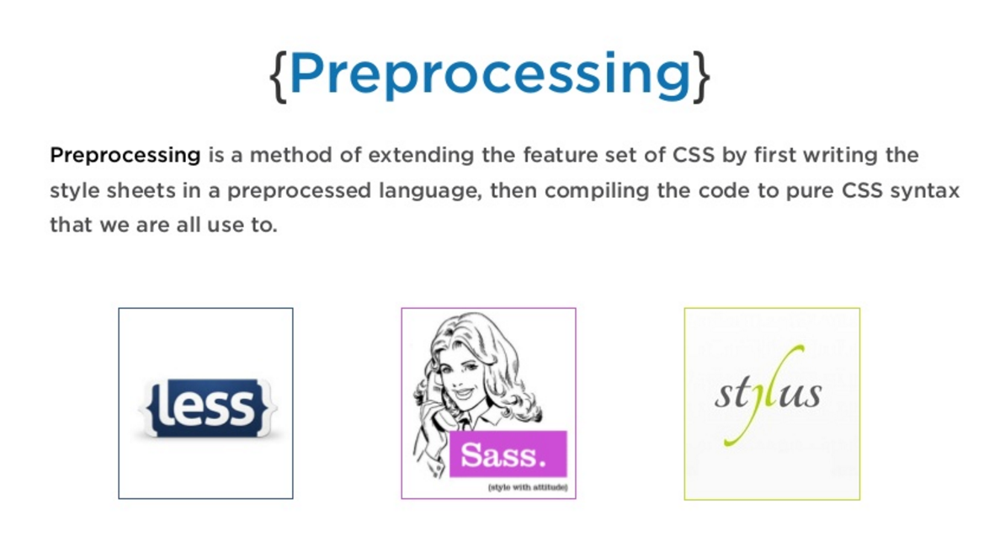 {Preprocessing}
Preprocessing is a method of extending the feature set of CSS by first writing the
style sheets in a preprocessed language, then compiling the code to pure CSS syntax
that we are all use to.
{less}
Sass.
(style with attitude)
stylus